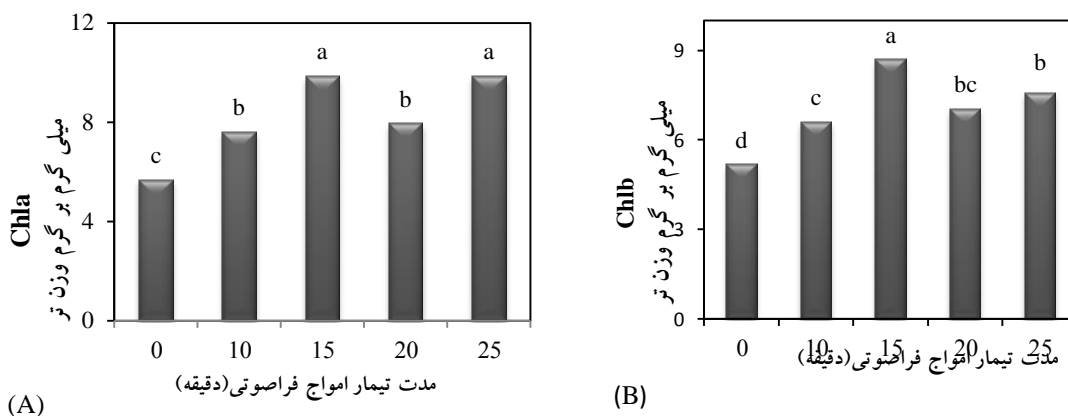 12
8
4
0
c
b
a
b
a
0 10 15 20 25
Chla
میلی گرم بر گرم وزن تر
مدت تیمار امواج فراصوتی(دقیقه)
(A)
9
6
3
0
d
c
a
bc
b
0 10 15 20 25
Chlb
میلی گرم بر گرم وزن تر
مدت تیمار امواج فراصوتی(دقیقه)
(B)